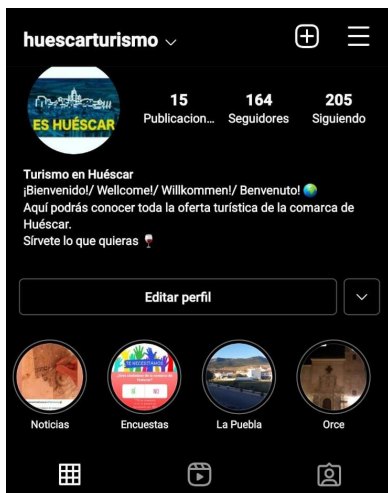 huescarturismo
ES HUÉSCAR
15 164 205
Publicacion... Seguidores Siguiendo
Turismo en Huéscar
¡Bienvenido!/ Wellcome!/ Willkommen!/ Benvenuto! 🌍
Aquí podrás conocer toda la oferta turística de la comarca de
Huéscar.
Sírvete lo que quieras 🍷
Editar perfil
TE NECESITAMOS
Noticias Encuestas La Puebla Orce